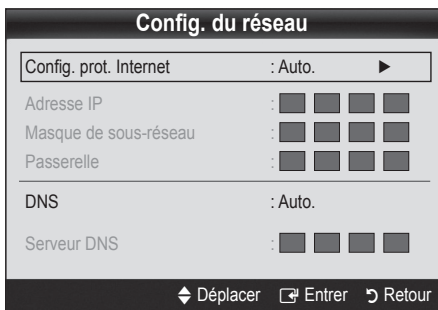 Config. du réseau
Config. prot. Internet : Auto. ►
Adresse IP :
Masque de sous-réseau :
Passerelle :
DNS : Auto.
Serveur DNS :
Déplacer Entrer Retour